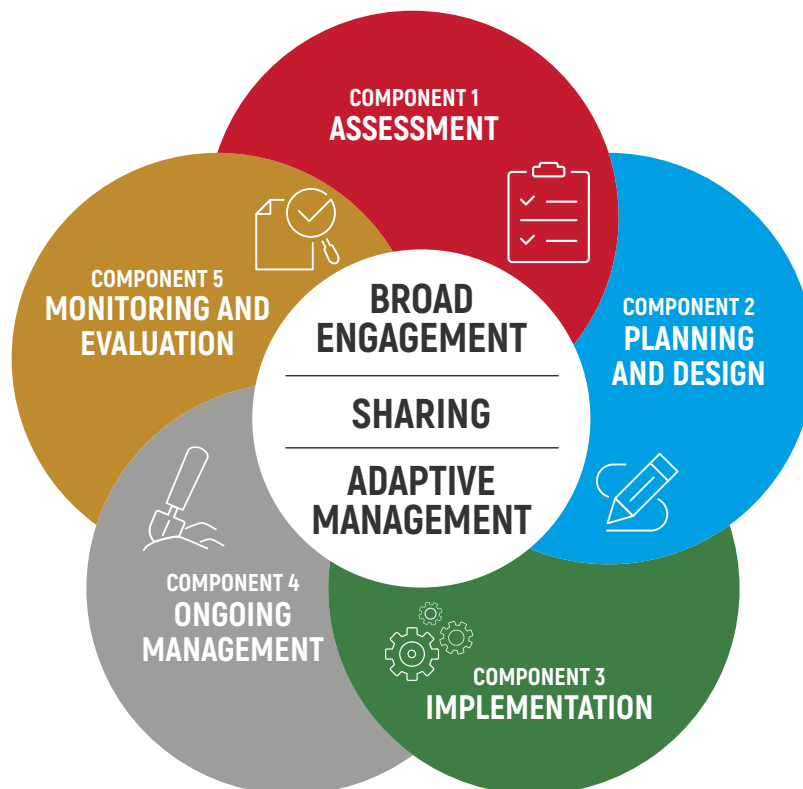 COMPONENT 1
ASSESSMENT
COMPONENT 2
PLANNING
AND DESIGN
COMPONENT 3
IMPLEMENTATION
COMPONENT 4
ONGOING
MANAGEMENT
COMPONENT 5
MONITORING AND
EVALUATION
BROAD
ENGAGEMENT
SHARING
ADAPTIVE
MANAGEMENT